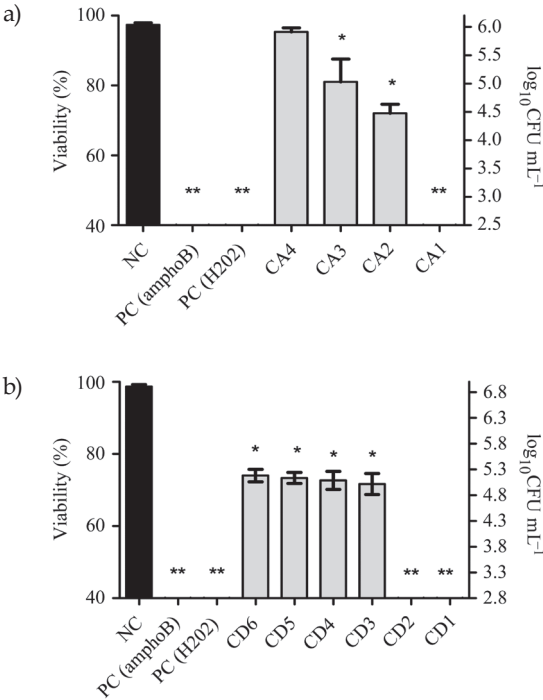 a)
100
80
60
40
Viability (%)
6.0
5.5
5.0
4.5
4.0
3.5
3.0
2.5
log10CFU mL−1
** ** * * **
NC
PC (amphoB)
PC (H202)
CA4
CA3
CA2
CA1
b)
100
80
60
40
Viability (%)
6.8
6.3
5.8
5.3
4.8
4.3
3.8
3.3
2.8
log10CFU mL−1
** ** * * * * ** **
NC
PC (amphoB)
PC (H202)
CD6
CD5
CD4
CD3
CD2
CD1